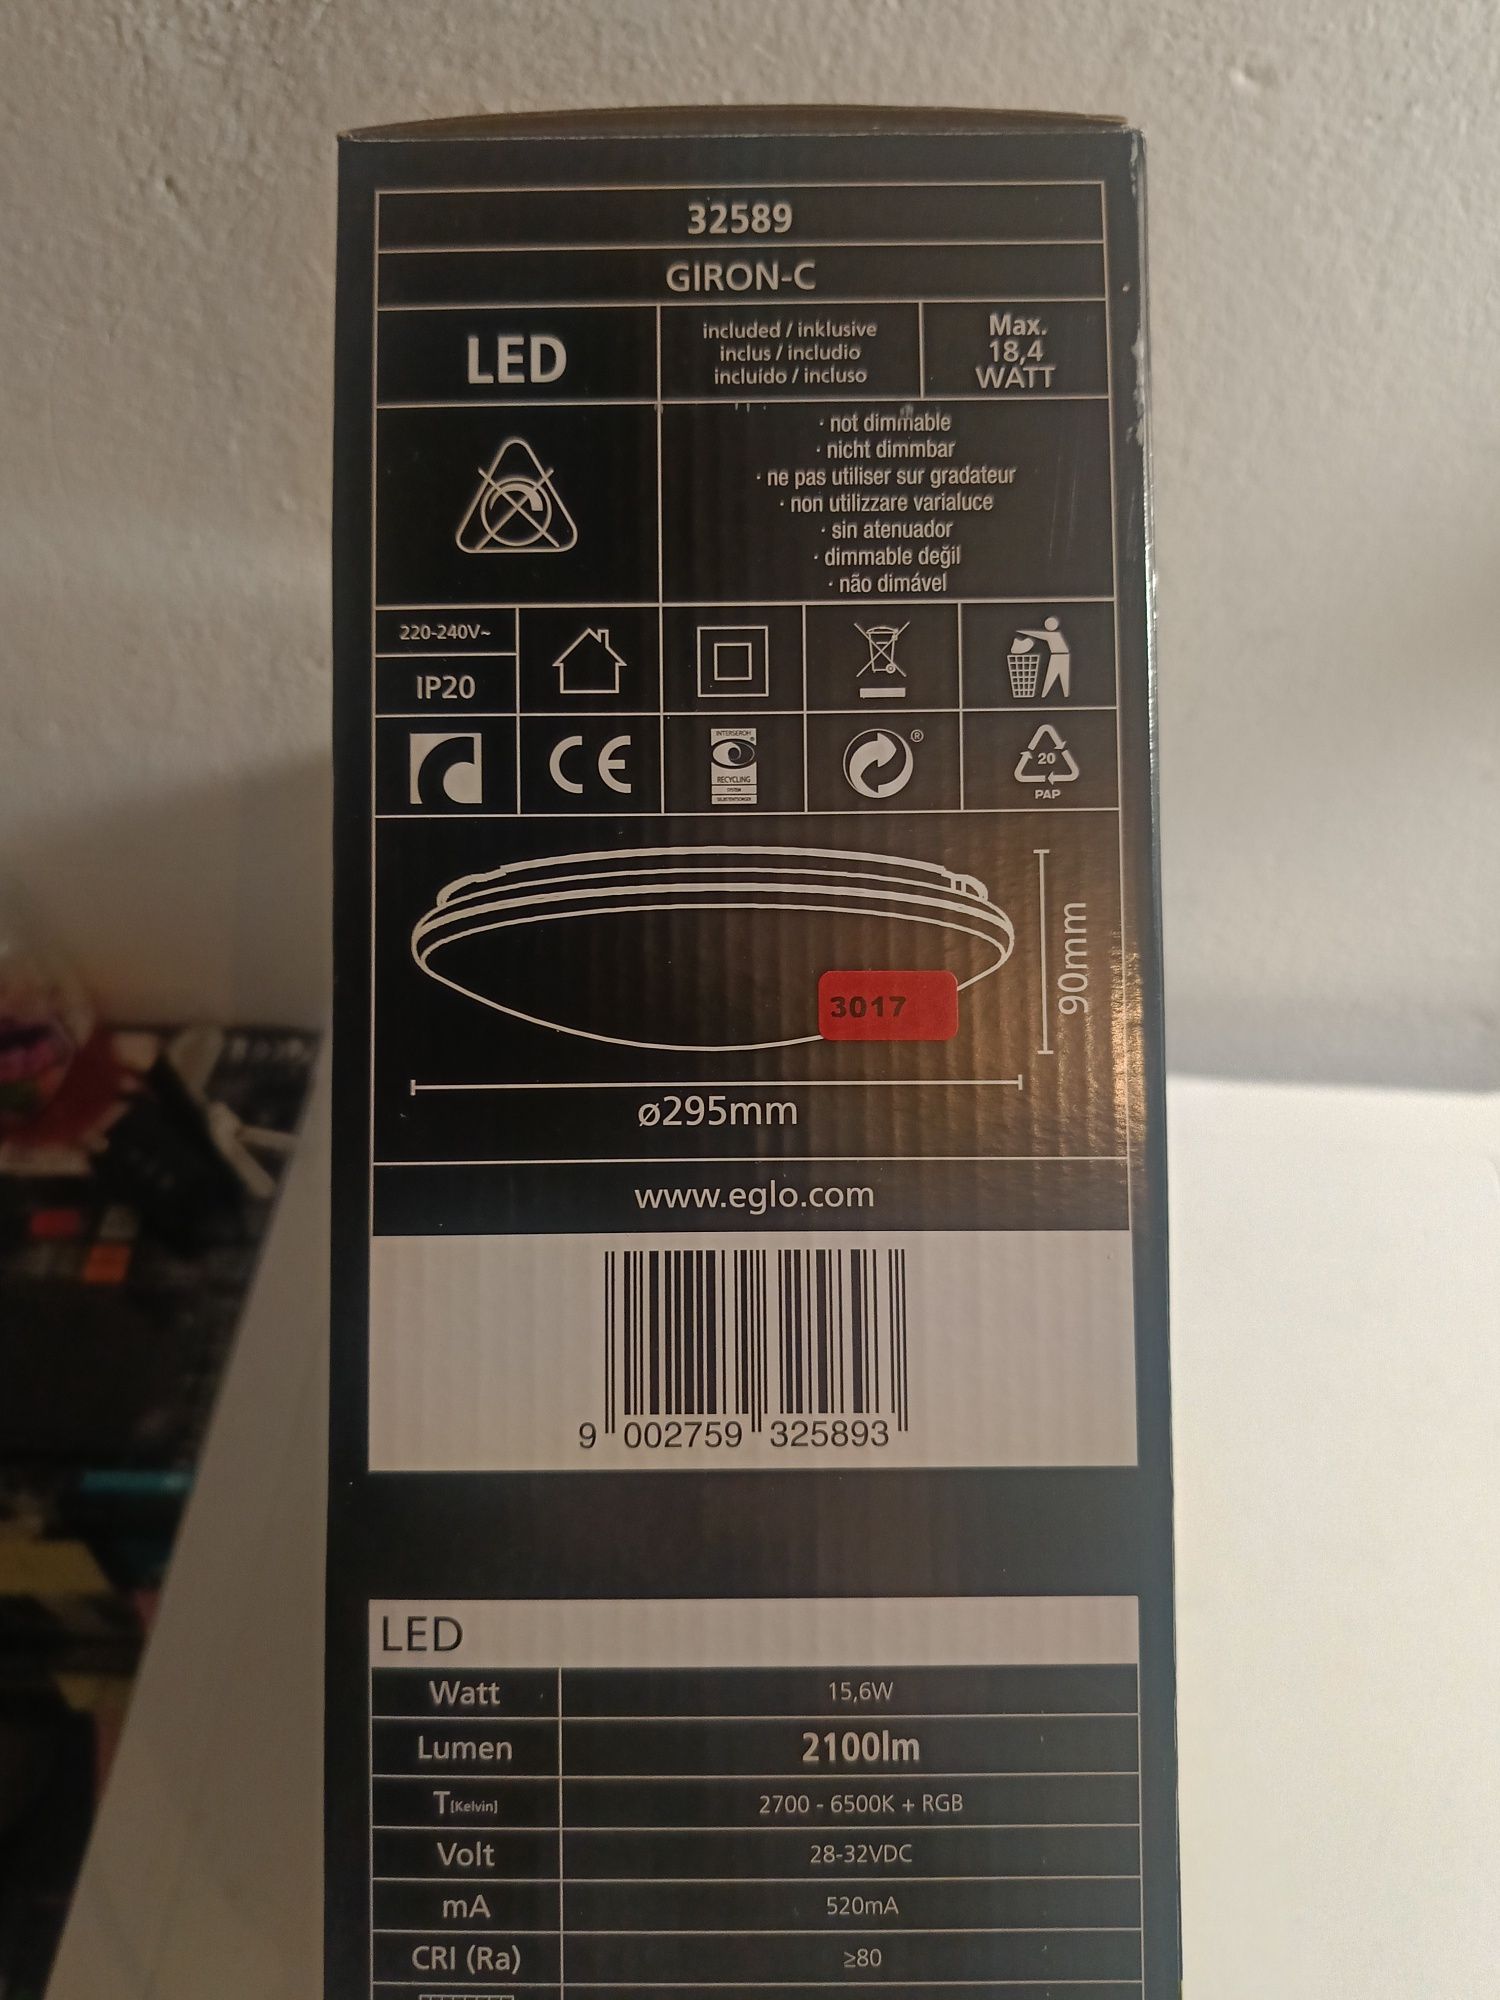 32589
GIRON-C
LED
included / inklusive
inclus / includio
incluído / incluso
Max.
18,4
WATT
· not dimmable
· nicht dimmbar
· ne pas utiliser sur gradateur
· non utilizzare varialuce
· sin atenuador
· dimmable değil
· não dimável
220-240V~
IP20
CE
INTERSEROH
RECYCLING
®
20
PAP
90mm
3017
ø295mm
www.eglo.com
9 002759 325893
LED
Watt 15,6W
Lumen 2100lm
T[Kelvin] 2700 - 6500K + RGB
Volt 28-32VDC
mA 520mA
CRI (Ra) ≥80